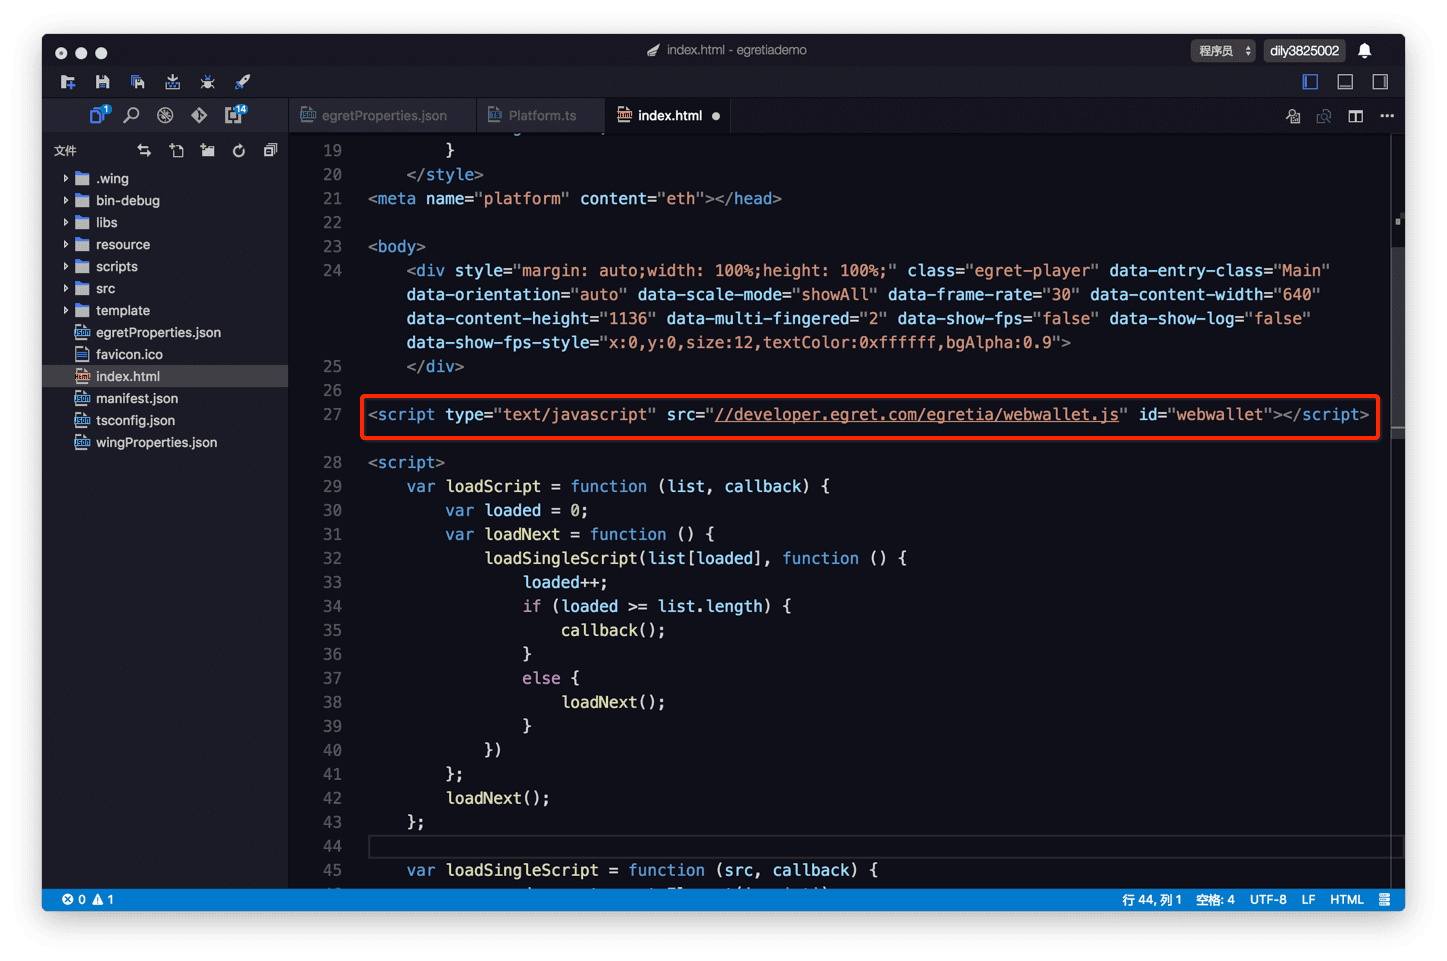 index.html - egretiademo
程序员
dily3825002
1
14
egretProperties.json
Platform.ts
index.html
文件
.wing
bin-debug
libs
resource
scripts
src
template
egretProperties.json
favicon.ico
index.html
manifest.json
tsconfig.json
wingProperties.json
19 }
20 </style>
21 <meta name="platform" content="eth"></head>
22
23 <body>
24 <div style="margin: auto;width: 100%;height: 100%;" class="egret-player" data-entry-class="Main"
data-orientation="auto" data-scale-mode="showAll" data-frame-rate="30" data-content-width="640"
data-content-height="1136" data-multi-fingered="2" data-show-fps="false" data-show-log="false"
data-show-fps-style="x:0,y:0,size:12,textColor:0xffffff,bgAlpha:0.9">
25 </div>
26
27 <script type="text/javascript" src="//developer.egret.com/egretia/webwallet.js" id="webwallet"></script>
28 <script>
29 var loadScript = function (list, callback) {
30 var loaded = 0;
31 var loadNext = function () {
32 loadSingleScript(list[loaded], function () {
33 loaded++;
34 if (loaded >= list.length) {
35 callback();
36 }
37 else {
38 loadNext();
39 }
40 })
41 };
42 loadNext();
43 };
44
45 var loadSingleScript = function (src, callback) {
0 1
行 44, 列 1 空格: 4 UTF-8 LF HTML